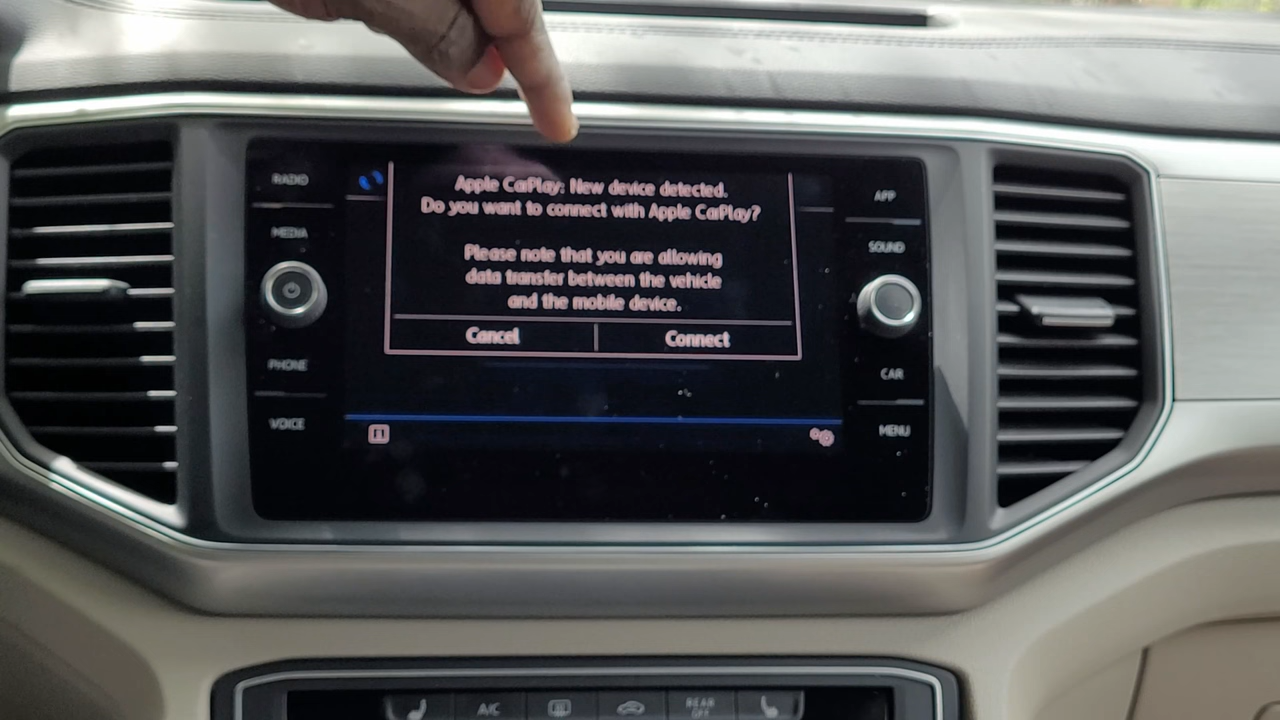 RADIO
MEDIA
PHONE
VOICE
Apple CarPlay: New device detected.
Do you want to connect with Apple CarPlay?
Please note that you are allowing
data transfer between the vehicle
and the mobile device.
Cancel
Connect
APP
SOUND
CAR
MENU
A/C
REAR
OFF